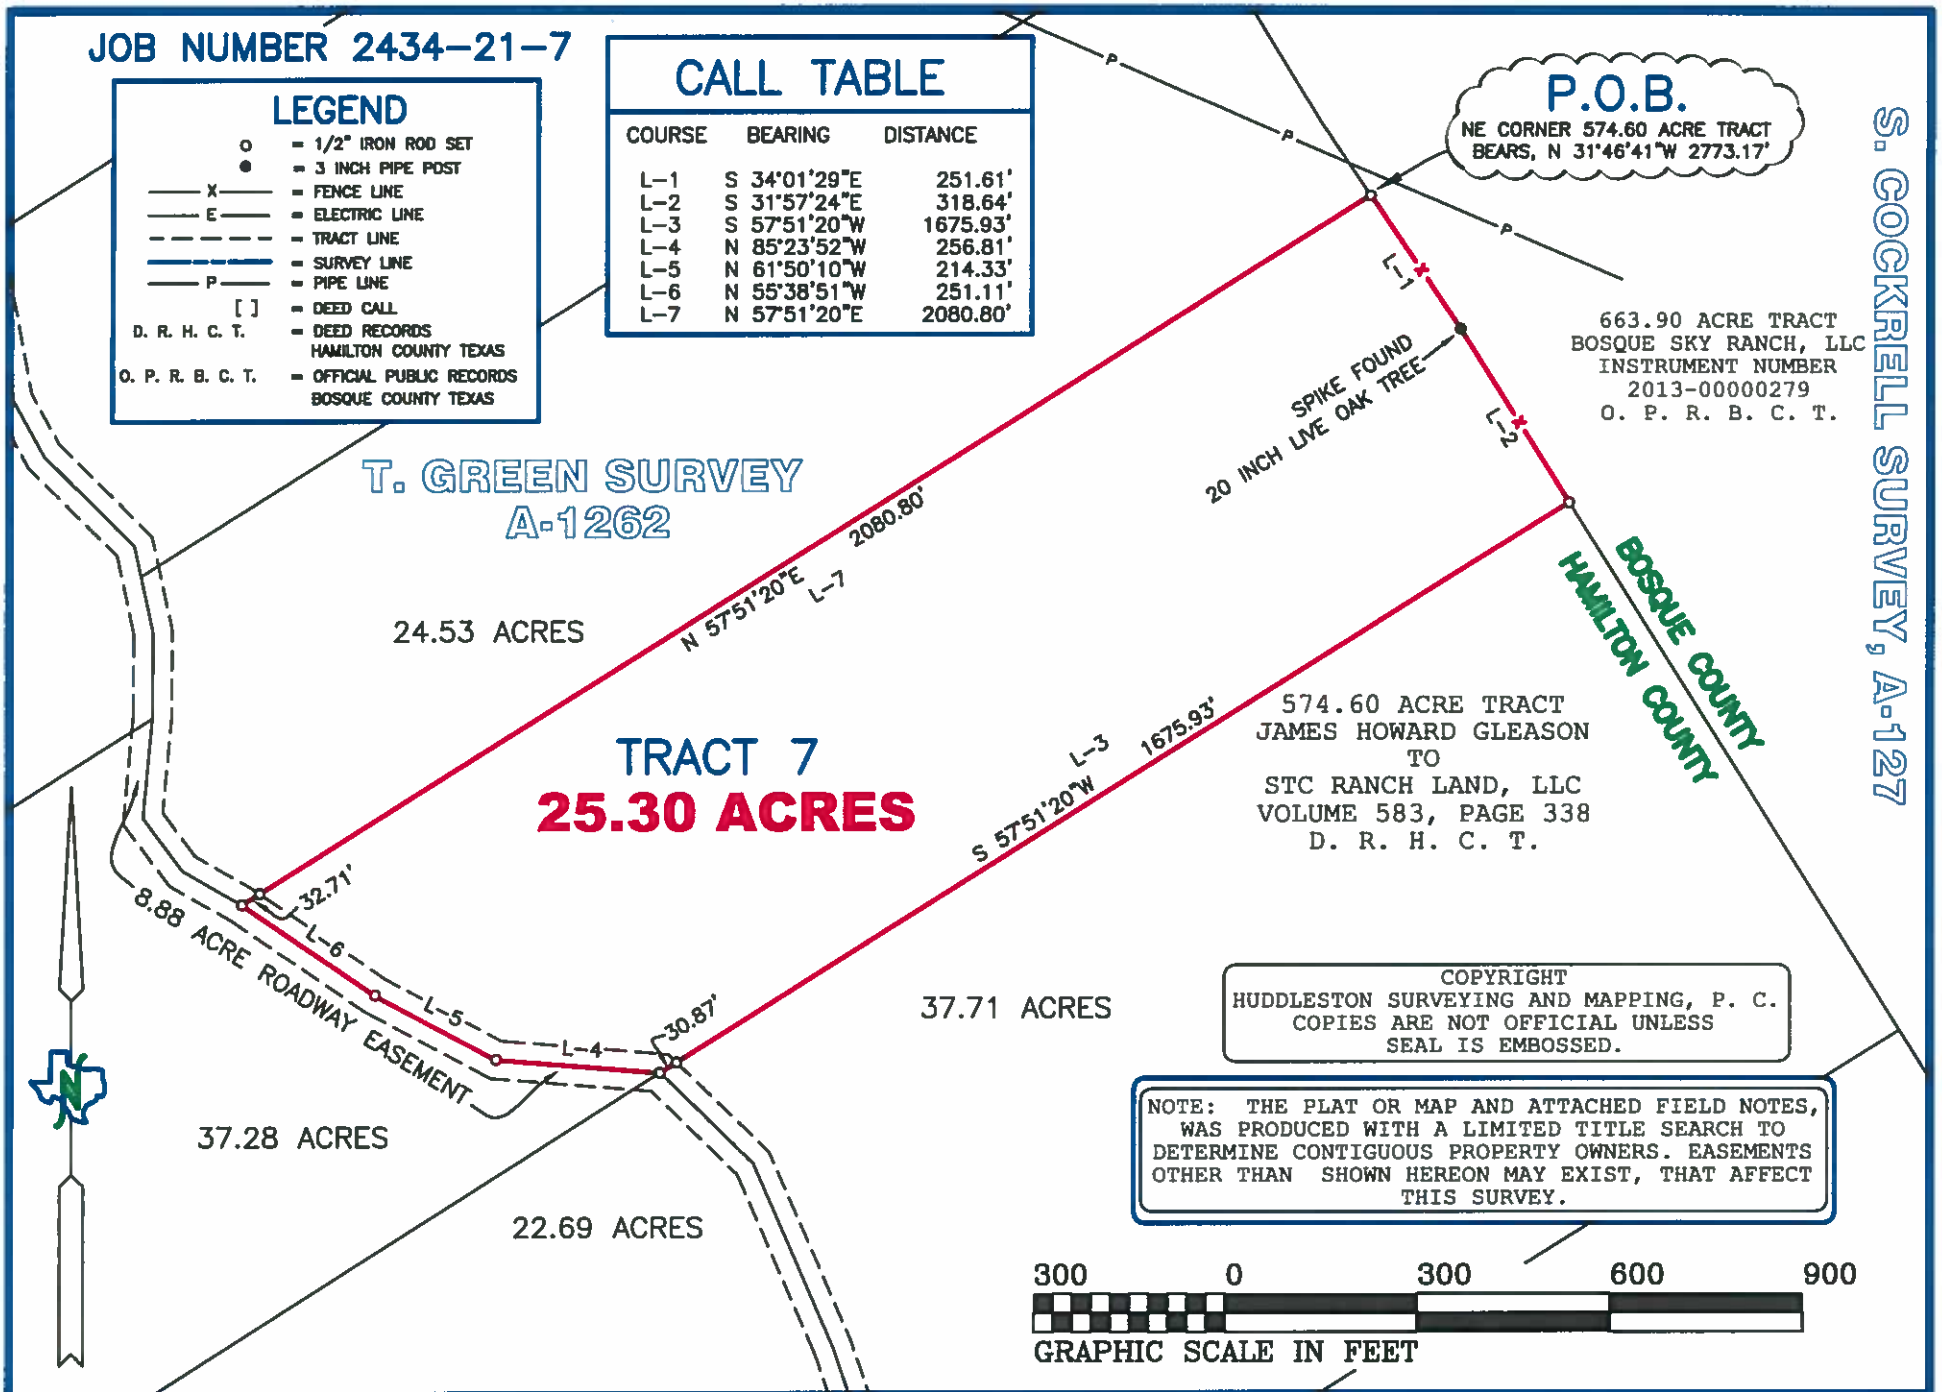 JOB NUMBER 2434-21-7
LEGEND
= 1/2" IRON ROD SET
= 3 INCH PIPE POST
X = FENCE LINE
E = ELECTRIC LINE
= TRACT LINE
= SURVEY LINE
P = PIPE LINE
[ ] = DEED CALL
D. R. H. C. T. = DEED RECORDS
HAMILTON COUNTY TEXAS
O. P. R. B. C. T. = OFFICIAL PUBLIC RECORDS
BOSQUE COUNTY TEXAS
CALL TABLE
COURSE BEARING DISTANCE
L-1 S 34°01'29"E 251.61'
L-2 S 31°57'24"E 318.64'
L-3 S 57°51'20"W 1675.93'
L-4 N 85°23'52"W 256.81'
L-5 N 61°50'10"W 214.33'
L-6 N 55°38'51"W 251.11'
L-7 N 57°51'20"E 2080.80'
P
P
P
P.O.B.
NE CORNER 574.60 ACRE TRACT
BEARS, N 31°46'41"W 2773.17'
S. COCKRELL SURVEY, A-127
L-1
x
SPIKE FOUND
20 INCH LIVE OAK TREE
L-2
x
663.90 ACRE TRACT
BOSQUE SKY RANCH, LLC
INSTRUMENT NUMBER
2013-00000279
O. P. R. B. C. T.
T. GREEN SURVEY
A-1262
24.53 ACRES
N 57°51'20"E 2080.80'
L-7
BOSQUE COUNTY
HAMILTON COUNTY
TRACT 7
25.30 ACRES
L-3
S 57°51'20"W 1675.93'
574.60 ACRE TRACT
JAMES HOWARD GLEASON
TO
STC RANCH LAND, LLC
VOLUME 583, PAGE 338
D. R. H. C. T.
32.71'
L-6
L-5
L-4
30.87'
8.88 ACRE ROADWAY EASEMENT
37.71 ACRES
37.28 ACRES
22.69 ACRES
N
COPYRIGHT
HUDDLESTON SURVEYING AND MAPPING, P. C.
COPIES ARE NOT OFFICIAL UNLESS
SEAL IS EMBOSSED.
NOTE: THE PLAT OR MAP AND ATTACHED FIELD NOTES,
WAS PRODUCED WITH A LIMITED TITLE SEARCH TO
DETERMINE CONTIGUOUS PROPERTY OWNERS. EASEMENTS
OTHER THAN SHOWN HEREON MAY EXIST, THAT AFFECT
THIS SURVEY.
300 0 300 600 900
GRAPHIC SCALE IN FEET